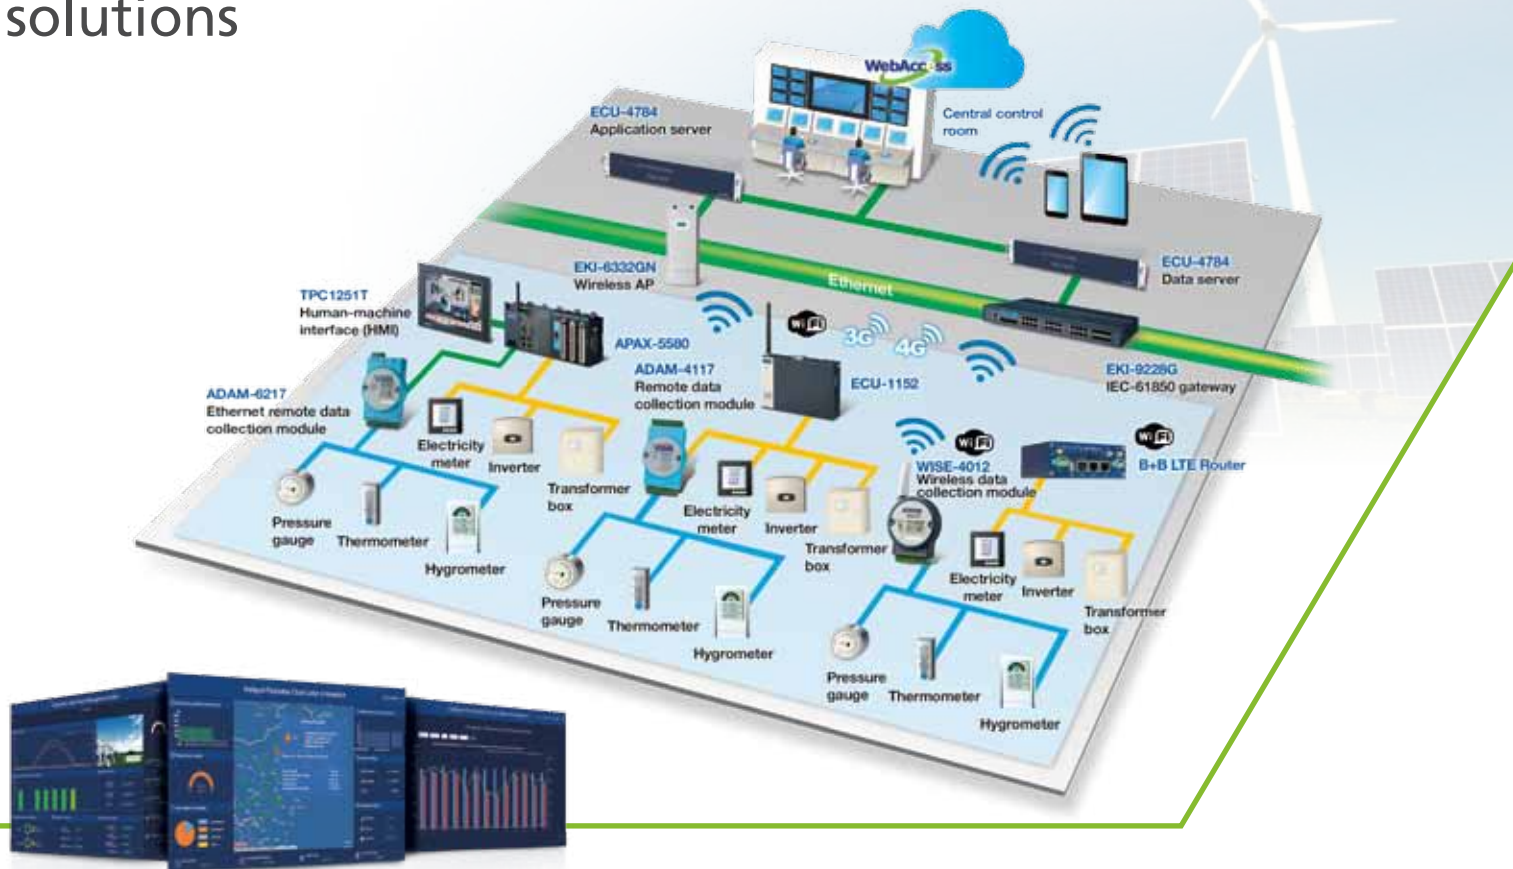 solutions
WebAccess
ECU-4784
Application server
Central control
room
ECU-4784
Data server
EKI-6332GN
Wireless AP
Ethernet
TPC1251T
Human-machine
interface (HMI)
WiFi
3G
4G
APAX-5580
ADAM-4117
Remote data
collection module
ECU-1152
EKI-9228G
IEC-61850 gateway
ADAM-6217
Ethernet remote data
collection module
Electricity
meter
Inverter
Transformer
box
WiFi
WISE-4012
Wireless data
collection module
WiFi
B+B LTE Router
Pressure
gauge
Thermometer
Hygrometer
Electricity
meter
Inverter
Transformer
box
Electricity
meter
Inverter
Transformer
box
Pressure
gauge
Thermometer
Hygrometer
Pressure
gauge
Thermometer
Hygrometer